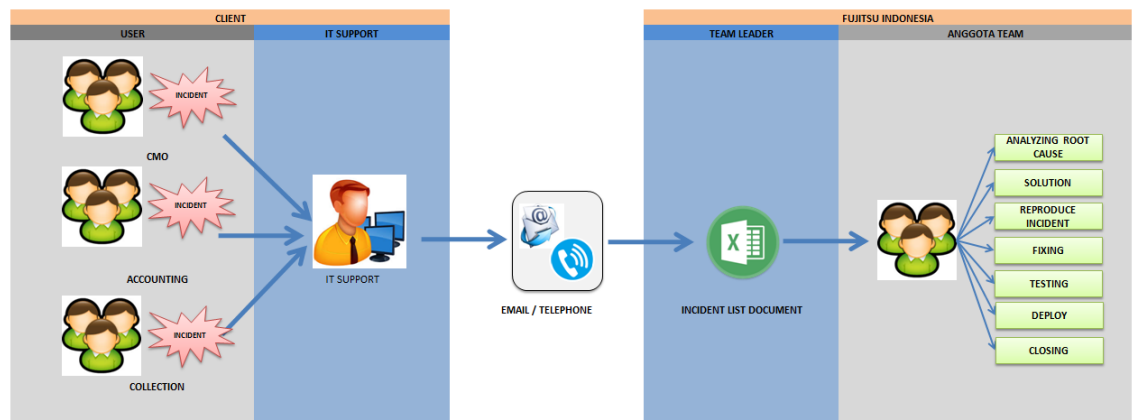 CLIENT
USER
IT SUPPORT
INCIDENT
CMO
INCIDENT
ACCOUNTING
INCIDENT
COLLECTION
IT SUPPORT
@
EMAIL / TELEPHONE
FUJITSU INDONESIA
TEAM LEADER
ANGGOTA TEAM
X
INCIDENT LIST DOCUMENT
ANALYZING ROOT
CAUSE
SOLUTION
REPRODUCE
INCIDENT
FIXING
TESTING
DEPLOY
CLOSING